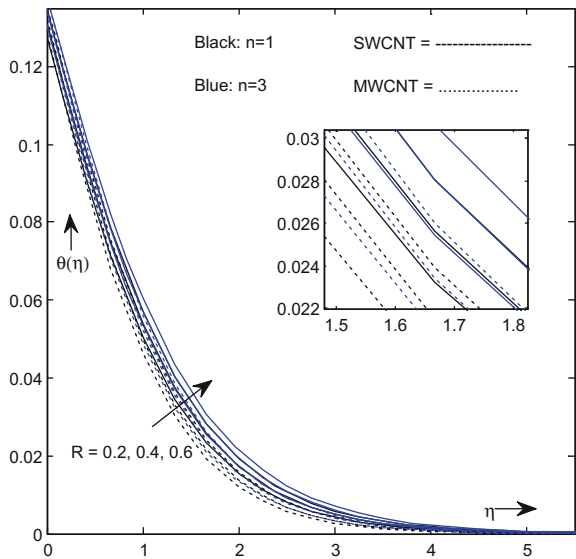 Black: n=1
SWCNT = --------------------
Blue: n=3
MWCNT = ..................
0.12
0.1
0.08
0.06
0.04
0.02
0
θ(η)
0.03
0.028
0.026
0.024
0.022
1.5 1.6 1.7 1.8
R = 0.2, 0.4, 0.6
η
0 1 2 3 4 5